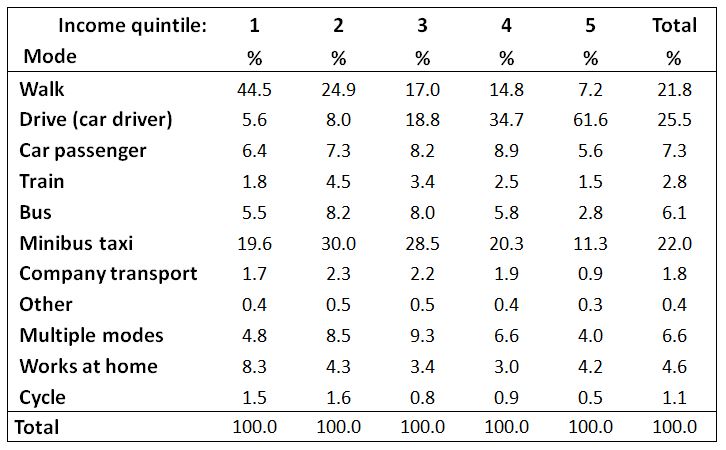 Income quintile: 1 2 3 4 5 Total
Mode % % % % % %
Walk 44.5 24.9 17.0 14.8 7.2 21.8
Drive (car driver) 5.6 8.0 18.8 34.7 61.6 25.5
Car passenger 6.4 7.3 8.2 8.9 5.6 7.3
Train 1.8 4.5 3.4 2.5 1.5 2.8
Bus 5.5 8.2 8.0 5.8 2.8 6.1
Minibus taxi 19.6 30.0 28.5 20.3 11.3 22.0
Company transport 1.7 2.3 2.2 1.9 0.9 1.8
Other 0.4 0.5 0.5 0.4 0.3 0.4
Multiple modes 4.8 8.5 9.3 6.6 4.0 6.6
Works at home 8.3 4.3 3.4 3.0 4.2 4.6
Cycle 1.5 1.6 0.8 0.9 0.5 1.1
Total 100.0 100.0 100.0 100.0 100.0 100.0